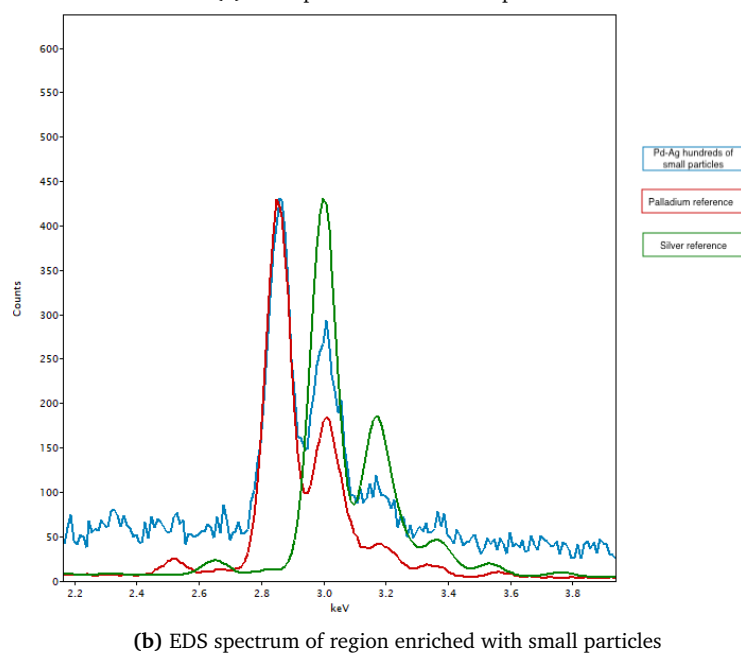 600
550
500
450
400
350
300
250
200
150
100
50
0
Counts
2.2 2.4 2.6 2.8 3.0 3.2 3.4 3.6 3.8
keV
Pd-Ag hundreds of
small particles
Palladium reference
Silver reference
(b) EDS spectrum of region enriched with small particles